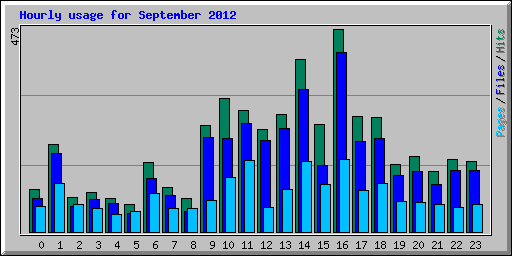 Hourly usage for September 2012
473
Pages/Files/Hits
0 1 2 3 4 5 6 7 8 9 10 11 12 13 14 15 16 17 18 19 20 21 22 23